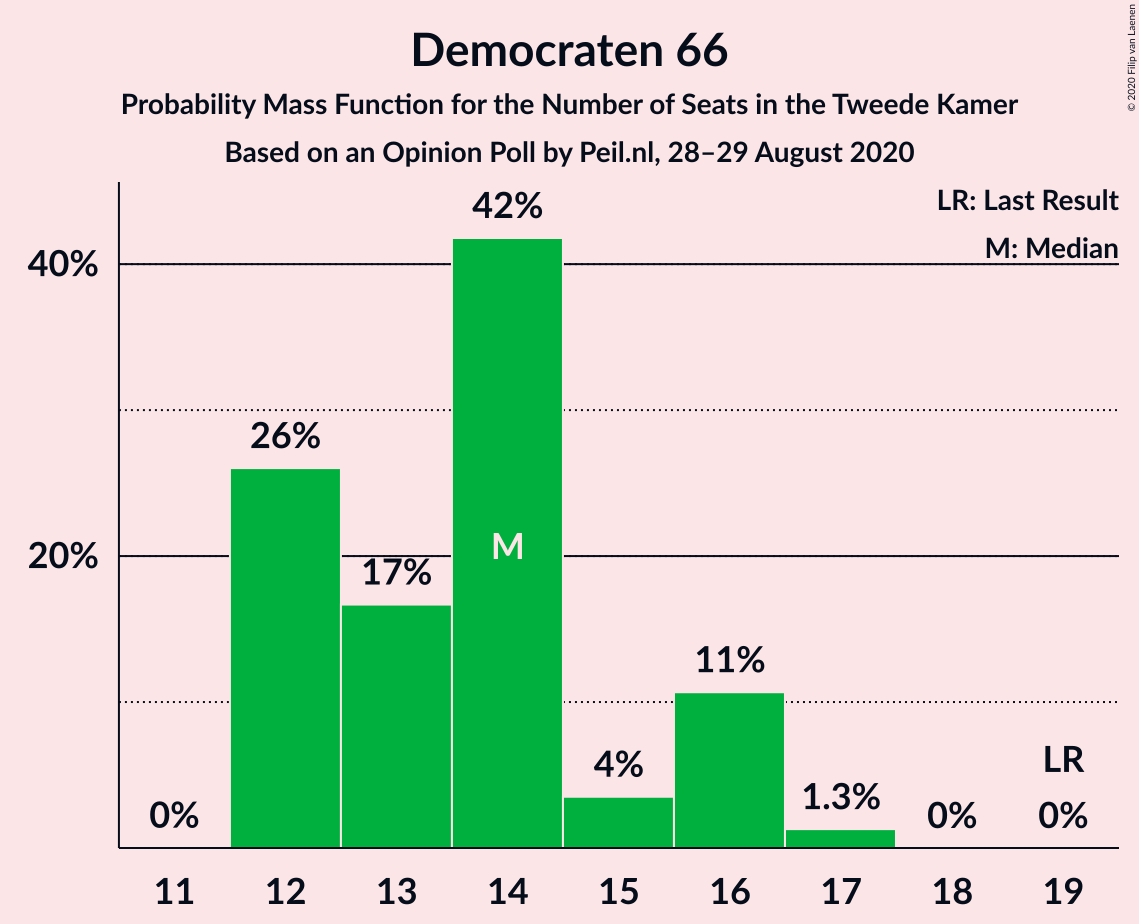 Democraten 66
Probability Mass Function for the Number of Seats in the Tweede Kamer
Based on an Opinion Poll by Peil.nl, 28–29 August 2020
© 2020 Filip van Laenen
LR: Last Result
M: Median
40%
20%
0%
26%
17%
42%
M
4%
11%
1.3%
0%
LR
0%
11
12
13
14
15
16
17
18
19